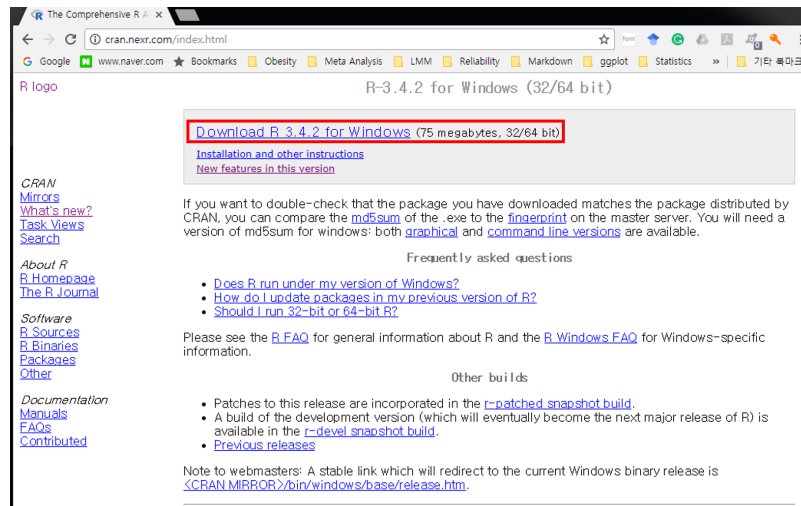 The Comprehensive R A
cran.nexr.com/index.html
Google www.naver.com Bookmarks Obesity Meta Analysis LMM Reliability Markdown ggplot Statistics » 기타 북마크
R logo
R-3.4.2 for Windows (32/64 bit)
Download R 3.4.2 for Windows (75 megabytes, 32/64 bit)
Installation and other instructions
New features in this version
CRAN
Mirrors
What's new?
Task Views
Search
About R
R Homepage
The R Journal
Software
R Sources
R Binaries
Packages
Other
Documentation
Manuals
FAQs
Contributed
If you want to double-check that the package you have downloaded matches the package distributed by
CRAN, you can compare the md5sum of the .exe to the fingerprint on the master server. You will need a
version of md5sum for windows: both graphical and command line versions are available.
Frequently asked questions
• Does R run under my version of Windows?
• How do I update packages in my previous version of R?
• Should I run 32-bit or 64-bit R?
Please see the R FAQ for general information about R and the R Windows FAQ for Windows-specific
information.
Other builds
• Patches to this release are incorporated in the r-patched snapshot build.
• A build of the development version (which will eventually become the next major release of R) is
available in the r-devel snapshot build.
• Previous releases
Note to webmasters: A stable link which will redirect to the current Windows binary release is
<CRAN MIRROR>/bin/windows/base/release.htm.